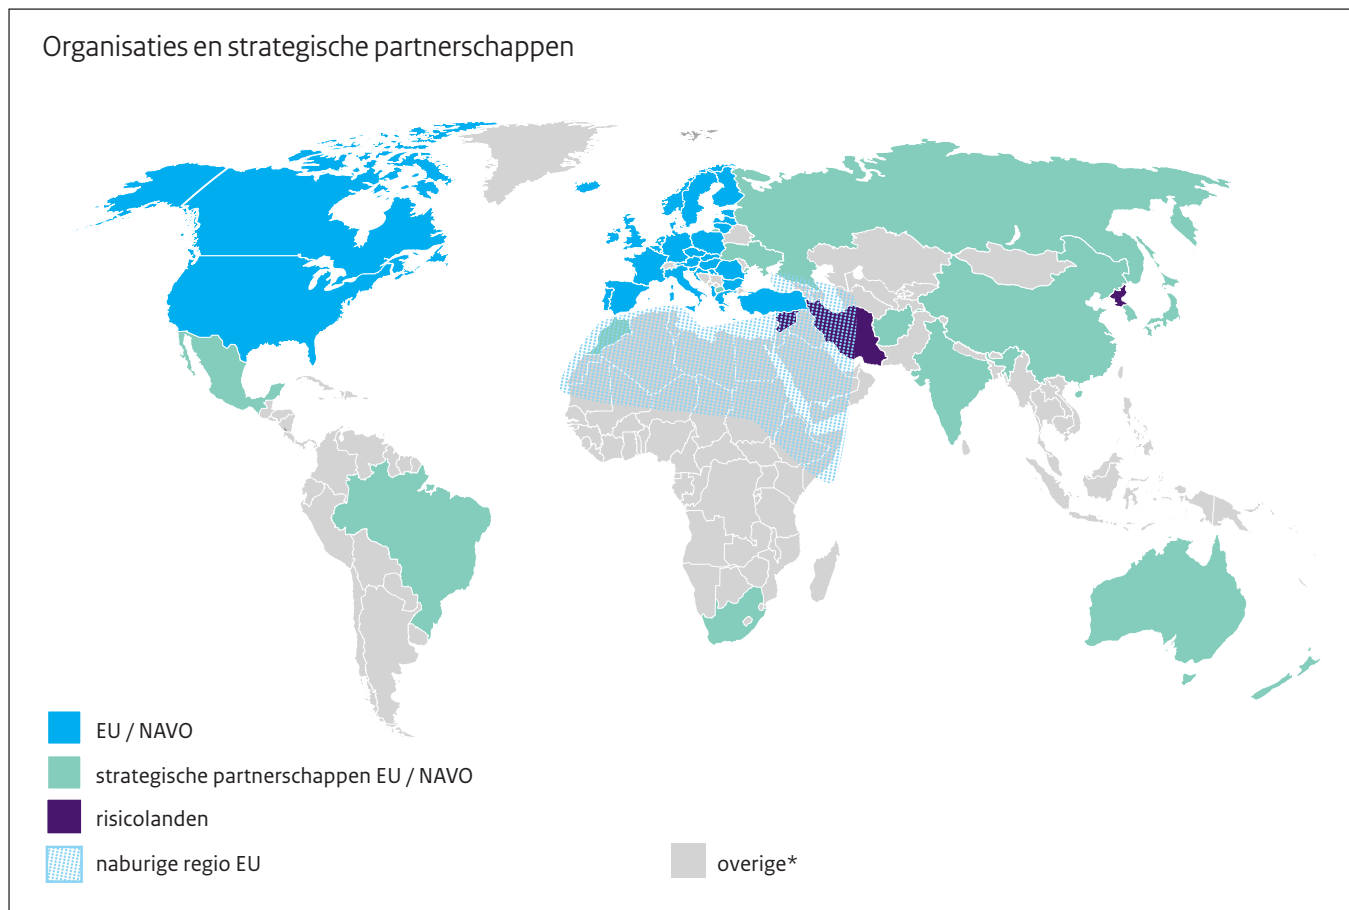 Organisaties en strategische partnerschappen
EU / NAVO
strategische partnerschappen EU / NAVO
risicolanden
naburige regio EU
overige*